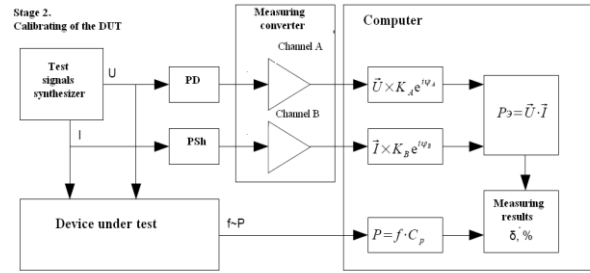 Stage 2.
Calibrating of the DUT
Measuring
converter
Computer
Test
signals
synthesizer
U
I
PD
PSh
Channel A
Channel B
U⃗ × K_A e^{iφ_A}
I⃗ × K_B e^{iφ_B}
Pэ = U⃗ · I⃗
Device under test
f~P
P = f · C_p
Measuring
results
δ, %